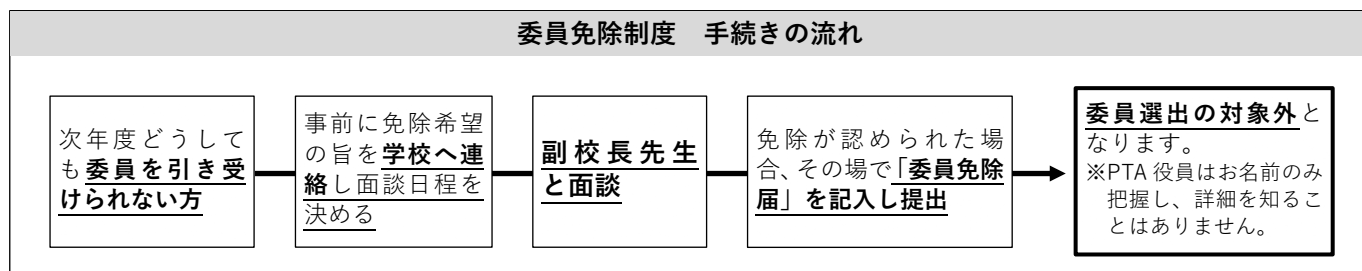 委員免除制度　手続きの流れ
次年度どうして
も委員を引き受
けられない方
事前に免除希望
の旨を学校へ連
絡し面談日程を
決める
副校長先生
と面談
免除が認められた場
合、その場で「委員免除
届」を記入し提出
委員選出の対象外と
なります。
※PTA 役員はお名前のみ
把握し、詳細を知るこ
とはありません。